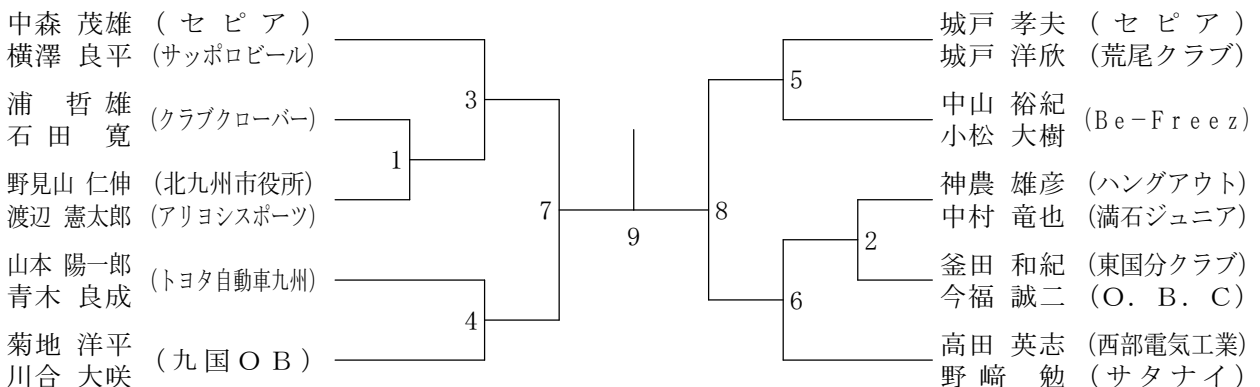 中森 茂雄 (セピア)
横澤 良平 (サッポロビール)
浦 哲雄
石田 寛
(クラブクローバー)
野見山 仁伸 (北九州市役所)
渡辺 憲太郎 (アリヨシスポーツ)
山本 陽一郎
青木 良成
(トヨタ自動車九州)
菊地 洋平
川合 大咲
(九国OB)
3
1
4
7
9
8
5
2
6
城戸 孝夫 (セピア)
城戸 洋欣 (荒尾クラブ)
中山 裕紀
小松 大樹
(Be-Freez)
神農 雄彦 (ハングアウト)
中村 竜也 (満石ジュニア)
釜田 和紀 (東国分クラブ)
今福 誠二 (O.B.C)
高田 英志 (西部電気工業)
野﨑 勉 (サタナイ)